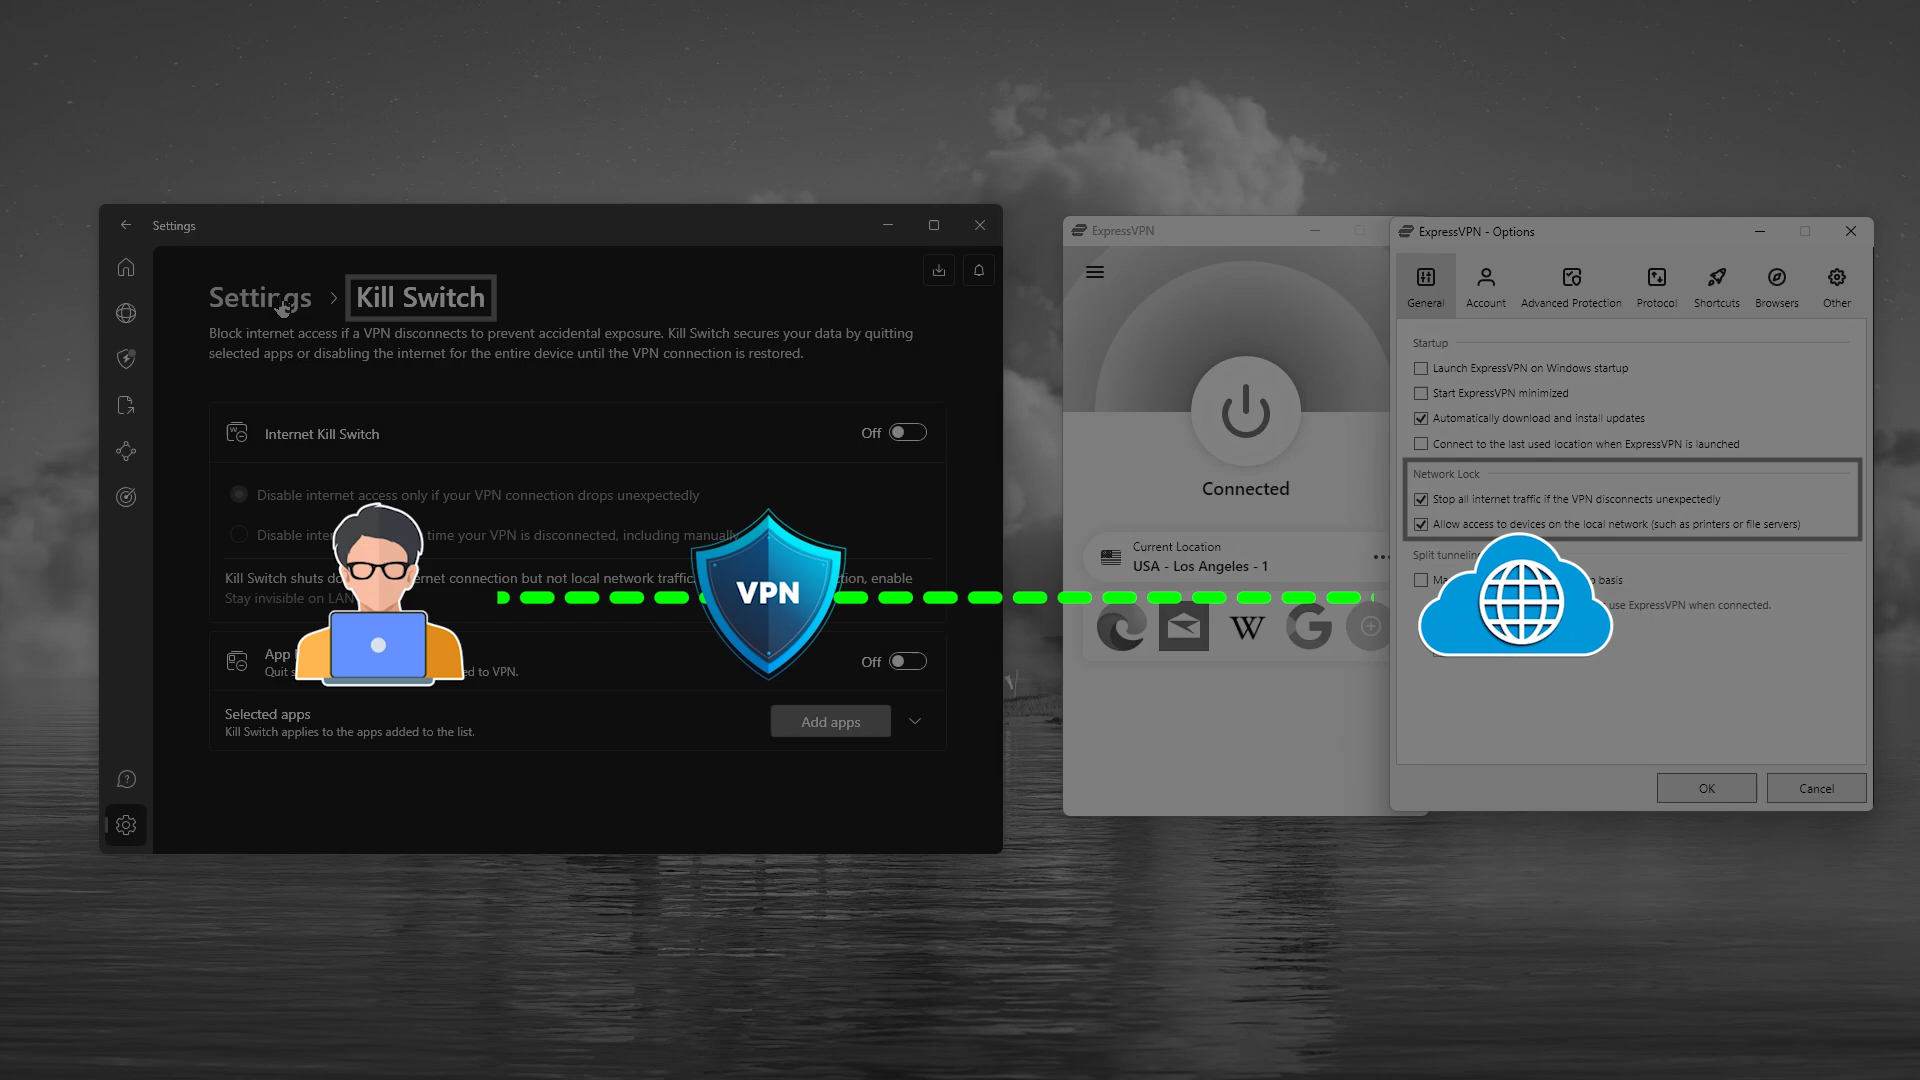 Settings
Settings > Kill Switch
Block internet access if a VPN disconnects to prevent accidental exposure. Kill Switch secures your data by quitting
selected apps or disabling the internet for the entire device until the VPN connection is restored.
Internet Kill Switch
Off
Disable internet access only if your VPN connection drops unexpectedly
Disable time your VPN is disconnected, including manually
Kill Switch shuts connection but not local network traffic enable
Stay invisible on LAN
App
Off
Quit to VPN.
Selected apps
Kill Switch applies to the apps added to the list.
Add apps
VPN
ExpressVPN
Connected
Current Location
USA - Los Angeles - 1
W
G
ExpressVPN - Options
General
Account
Advanced Protection
Protocol
Shortcuts
Browsers
Other
Startup
Launch ExpressVPN on Windows startup
Start ExpressVPN minimized
Automatically download and install updates
Connect to the last used location when ExpressVPN is launched
Network Lock
Stop all internet traffic if the VPN disconnects unexpectedly
Allow access to devices on the local network (such as printers or file servers)
Split tunneling
basis
use ExpressVPN when connected.
OK
Cancel